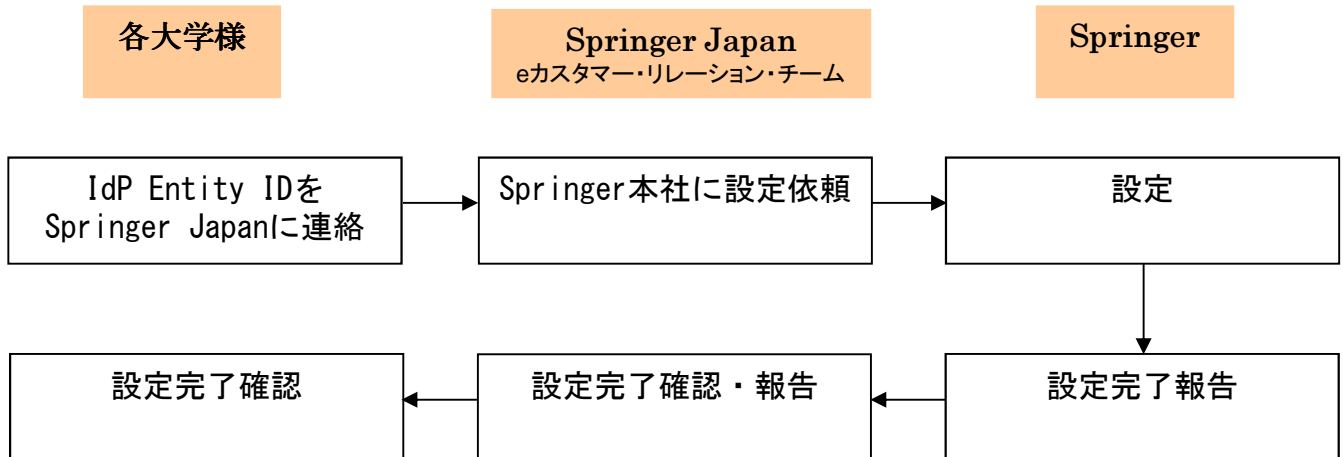 各大学様
Springer Japan
eカスタマー・リレーション・チーム
Springer
IdP Entity IDを
Springer Japanに連絡
Springer本社に設定依頼
設定
設定完了確認
設定完了確認・報告
設定完了報告